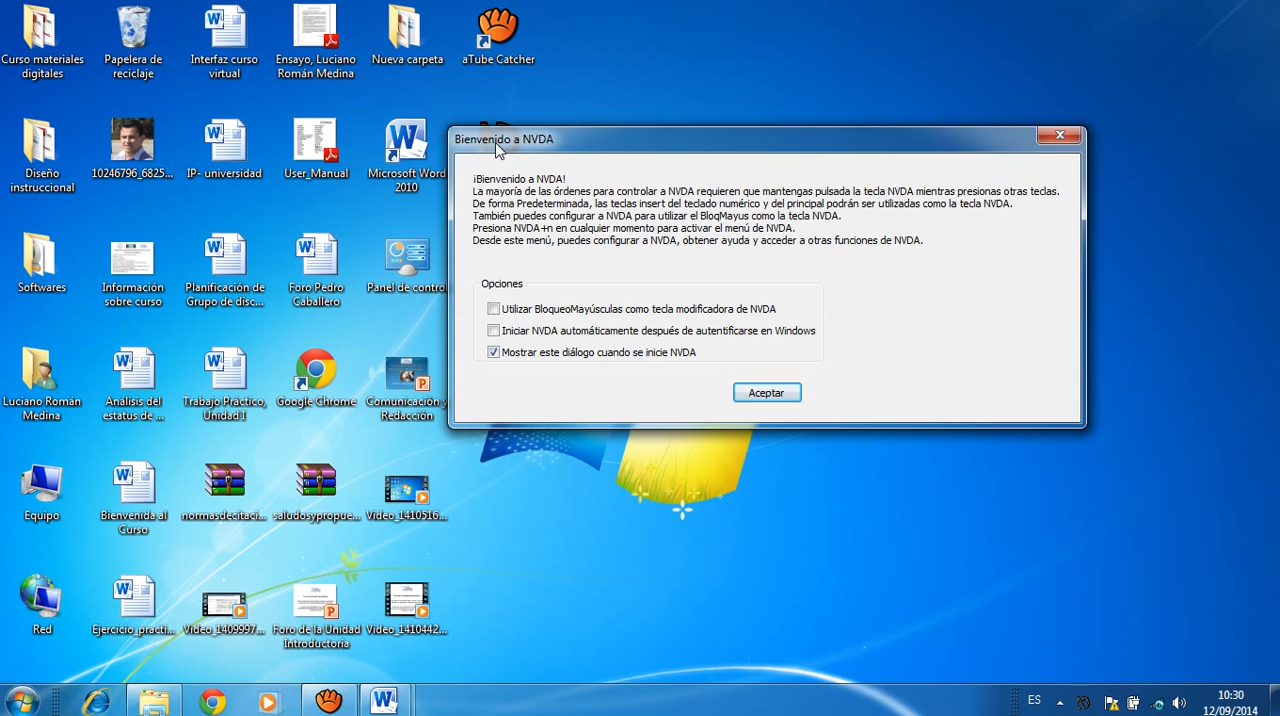 Curso materiales
digitales
Papelera de
reciclaje
Interfaz curso
virtual
Ensayo, Luciano
Román Medina
Nueva carpeta
aTube Catcher
Diseño
instruccional
10246796_6825...
IP- universidad
User_Manual
Microsoft Word
2010
Softwares
Información
sobre curso
Planificación de
Grupo de disc...
Foro Pedro
Caballero
Panel de control
Luciano Román
Medina
Análisis del
estatus de ...
Trabajo Práctico,
Unidad I
Google Chrome
Comunicación y
Redacción
Equipo
Bienvenida al
Curso
normasdecitaci...
saludosypropue...
Video_1410516...
Red
Ejercicio_practi...
Video_1409997...
Foro de la Unidad
Introductoria
Video_1410442...
Bienvenido a NVDA
¡Bienvenido a NVDA!
La mayoría de las órdenes para controlar a NVDA requieren que mantengas pulsada la tecla NVDA mientras presionas otras teclas.
De forma Predeterminada, las teclas insert del teclado numérico y del principal podrán ser utilizadas como la tecla NVDA.
También puedes configurar a NVDA para utilizar el BloqMayus como la tecla NVDA.
Presiona NVDA+n en cualquier momento para activar el menú de NVDA.
Desde este menú, puedes configurar a NVDA, obtener ayuda y acceder a otras funciones de NVDA.
Opciones
Utilizar BloqueoMayúsculas como tecla modificadora de NVDA
Iniciar NVDA automáticamente después de autentificarse en Windows
Mostrar este diálogo cuando se inicie NVDA
Aceptar
ES
10:30
12/09/2014